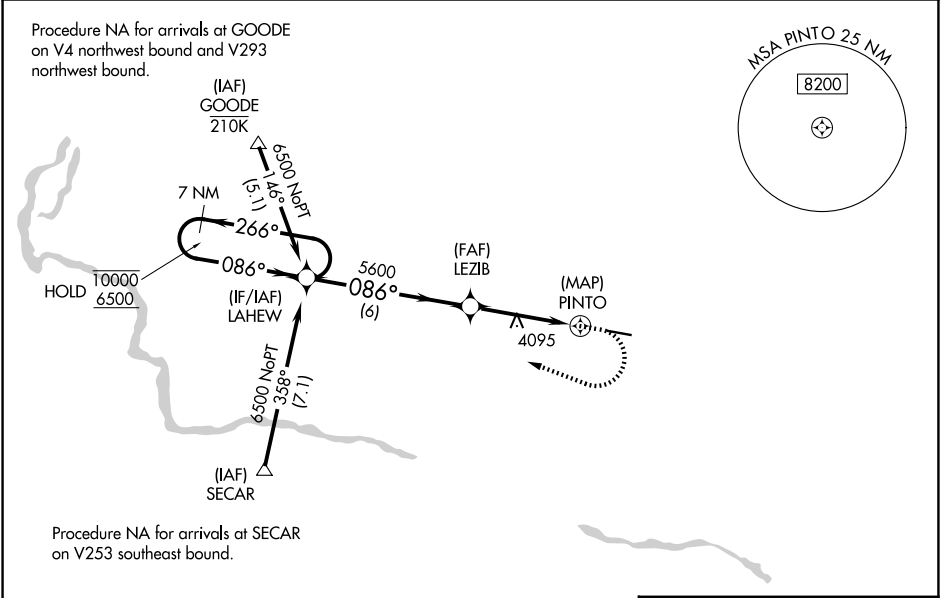 Procedure NA for arrivals at GOODE
on V4 northwest bound and V293
northwest bound.
MSA PINTO 25 NM
8200
(IAF)
GOODE
210K
6500 NoPT
146°
(5.1)
7 NM
266°
086°
HOLD
10000
6500
(IF/IAF)
LAHEW
5600
086°
(6)
(FAF)
LEZIB
(MAP)
PINTO
4095
6500 NoPT
358°
(7.1)
(IAF)
SECAR
Procedure NA for arrivals at SECAR
on V253 southeast bound.